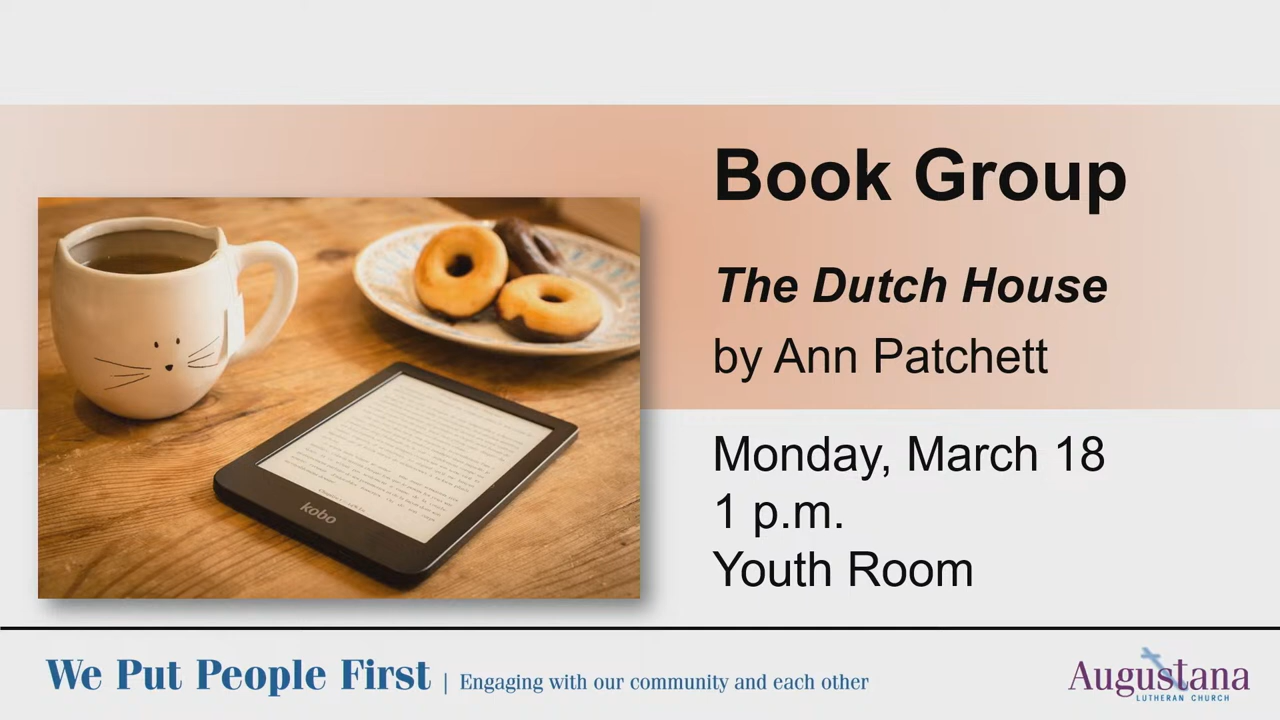 Book Group
The Dutch House
by Ann Patchett
Monday, March 18
1 p.m.
Youth Room
kobo
We Put People First | Engaging with our community and each other
Augustana
LUTHERAN CHURCH